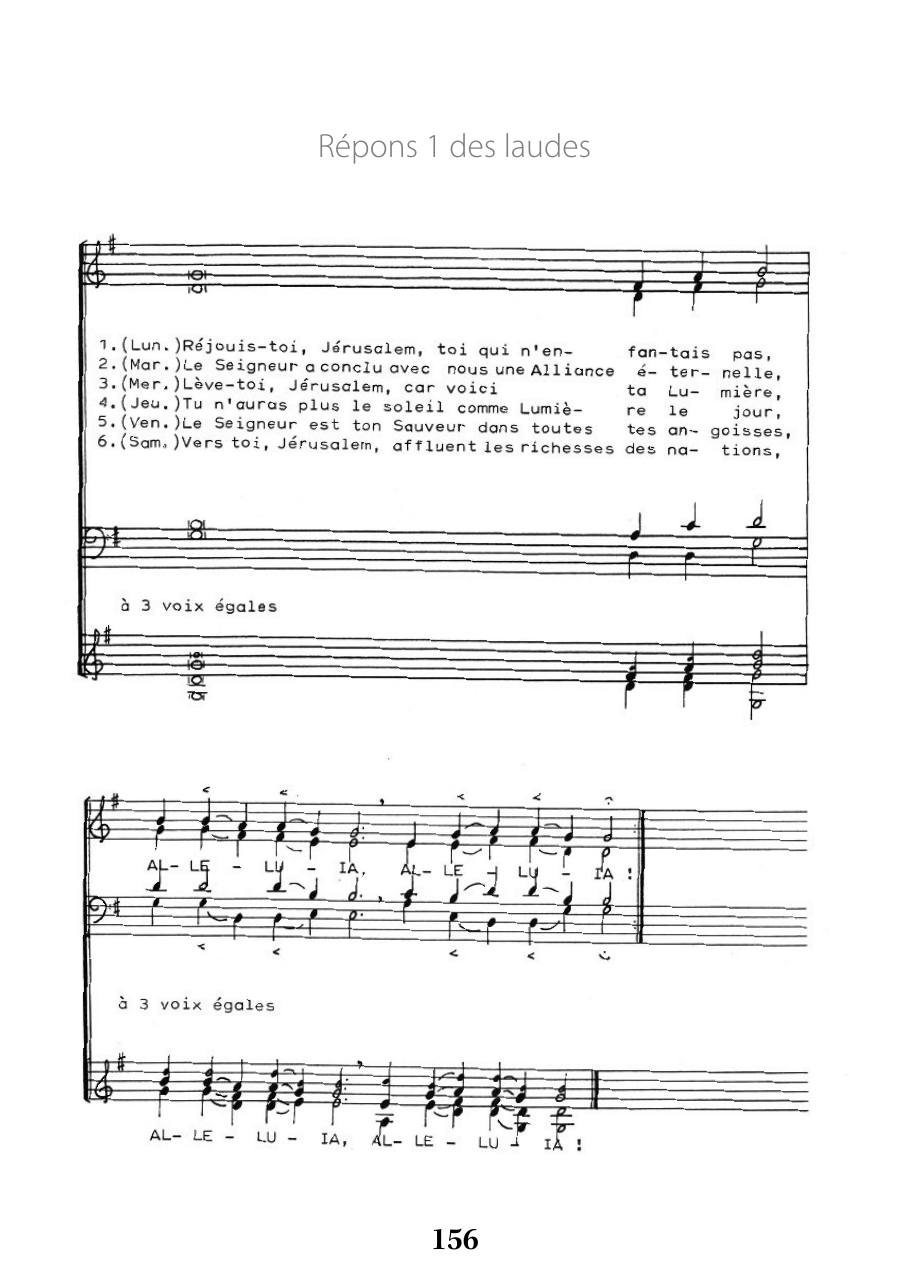 Répons 1 des laudes
1.(Lun.)Réjouis-toi, Jérusalem, toi qui n'en- fan-tais pas,
2.(Mar.)Le Seigneur a conclu avec nous une Alliance é- ter- nelle,
3.(Mer.)Lève-toi, Jérusalem, car voici ta Lu- mière,
4.(Jeu.)Tu n'auras plus le soleil comme Lumiè- re le jour,
5.(Ven.)Le Seigneur est ton Sauveur dans toutes tes an- goisses,
6.(Sam.)Vers toi, Jérusalem, affluent les richesses des na- tions,
à 3 voix égales
AL- LE - LU - IA, AL- LE - LU - IA !
à 3 voix égales
AL- LE - LU - IA, AL- LE - LU - IA !
156